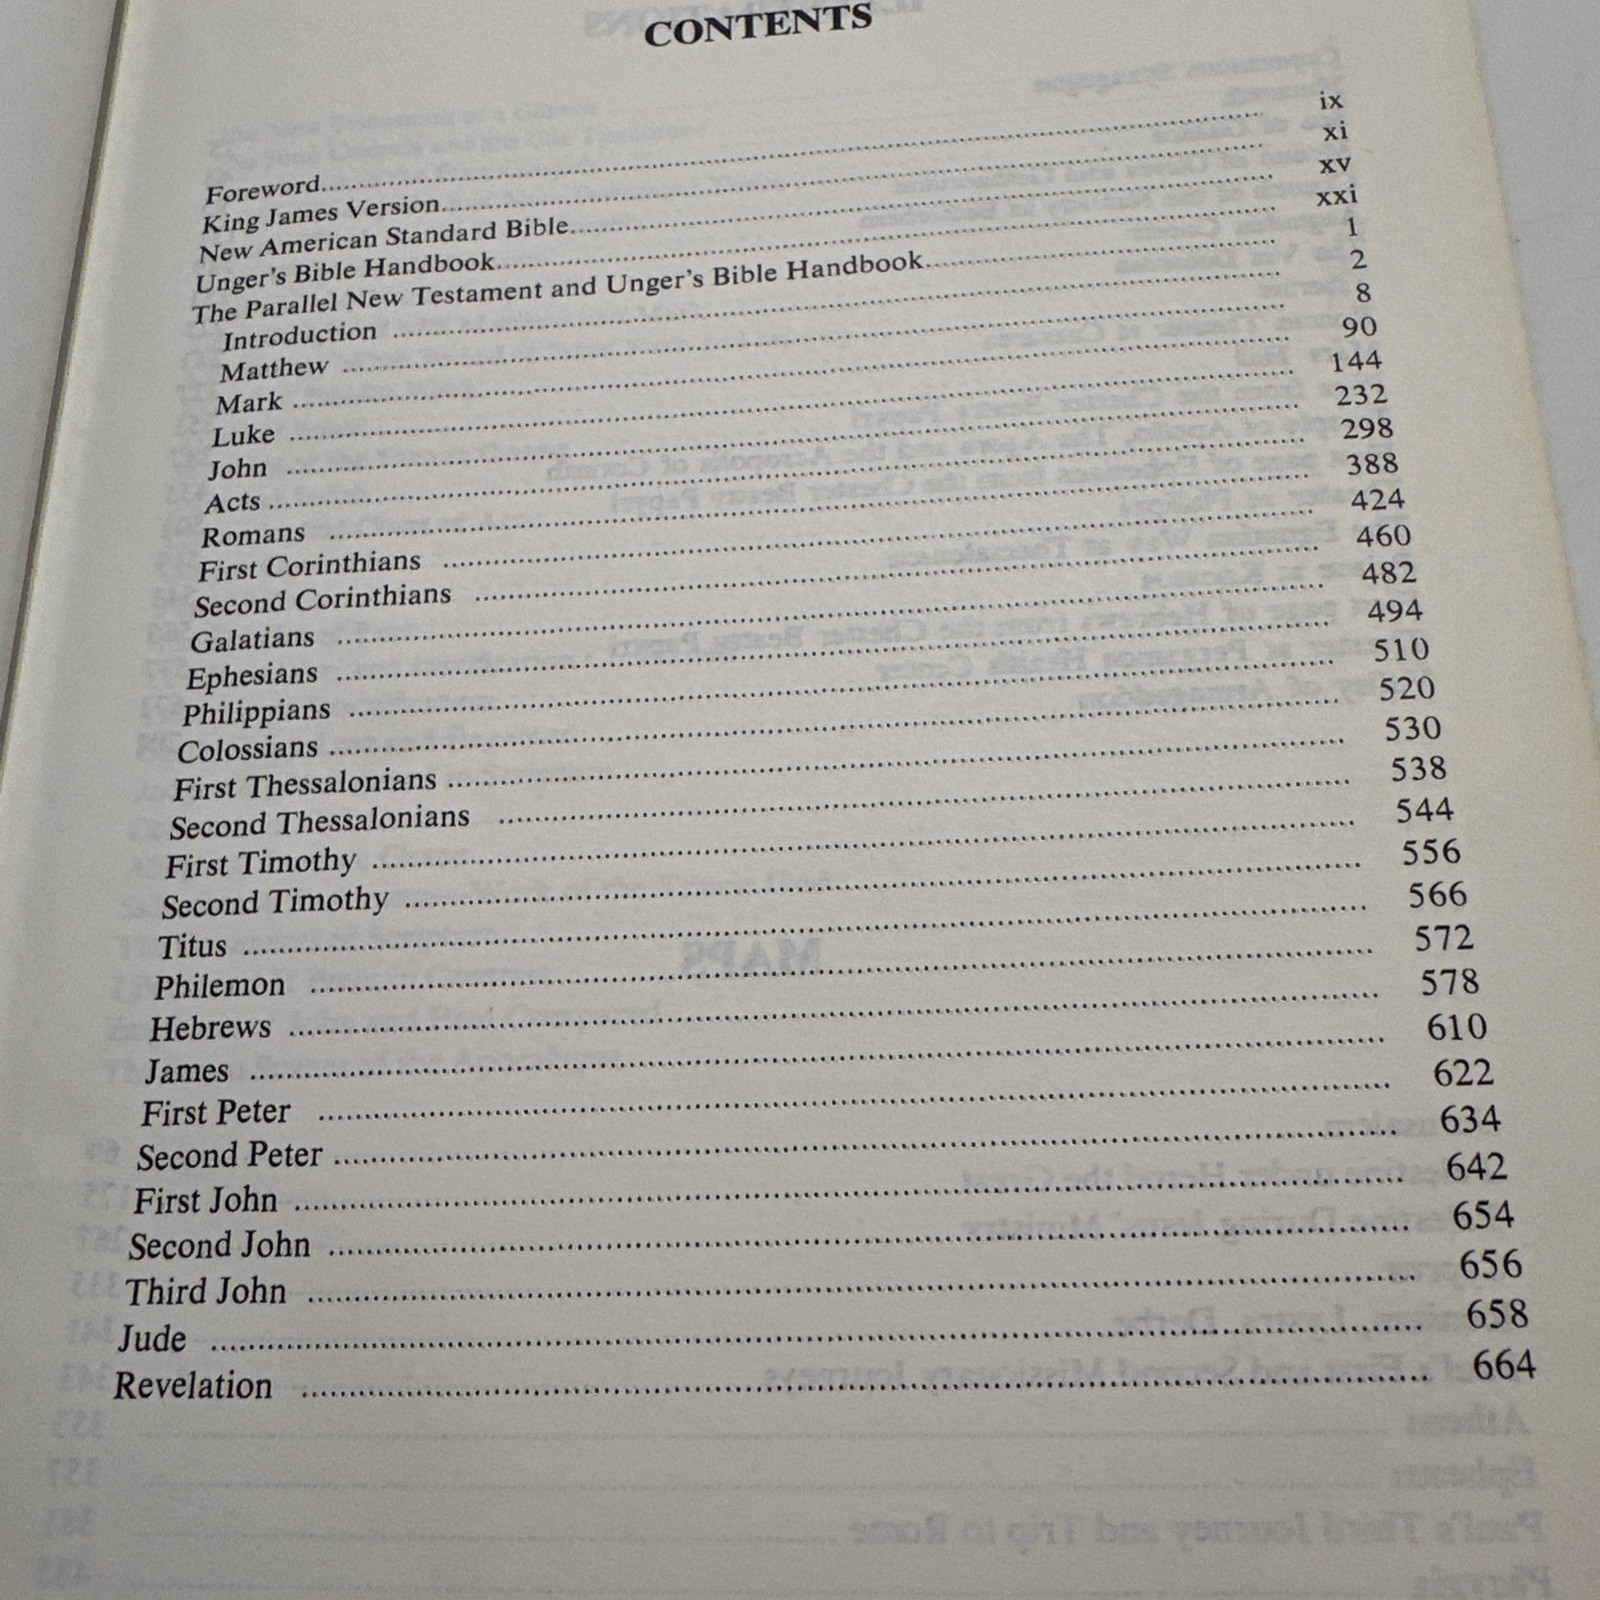 CONTENTS
Foreword ix
King James Version xi
New American Standard Bible xv
Unger's Bible Handbook xxi
The Parallel New Testament and Unger's Bible Handbook 1
Introduction 2
Matthew 8
Mark 90
Luke 144
John 232
Acts 298
Romans 388
First Corinthians 424
Second Corinthians 460
Galatians 482
Ephesians 494
Philippians 510
Colossians 520
First Thessalonians 530
Second Thessalonians 538
First Timothy 544
Second Timothy 556
Titus 566
Philemon 572
Hebrews 578
James 610
First Peter 622
Second Peter 634
First John 642
Second John 654
Third John 656
Jude 658
Revelation 664